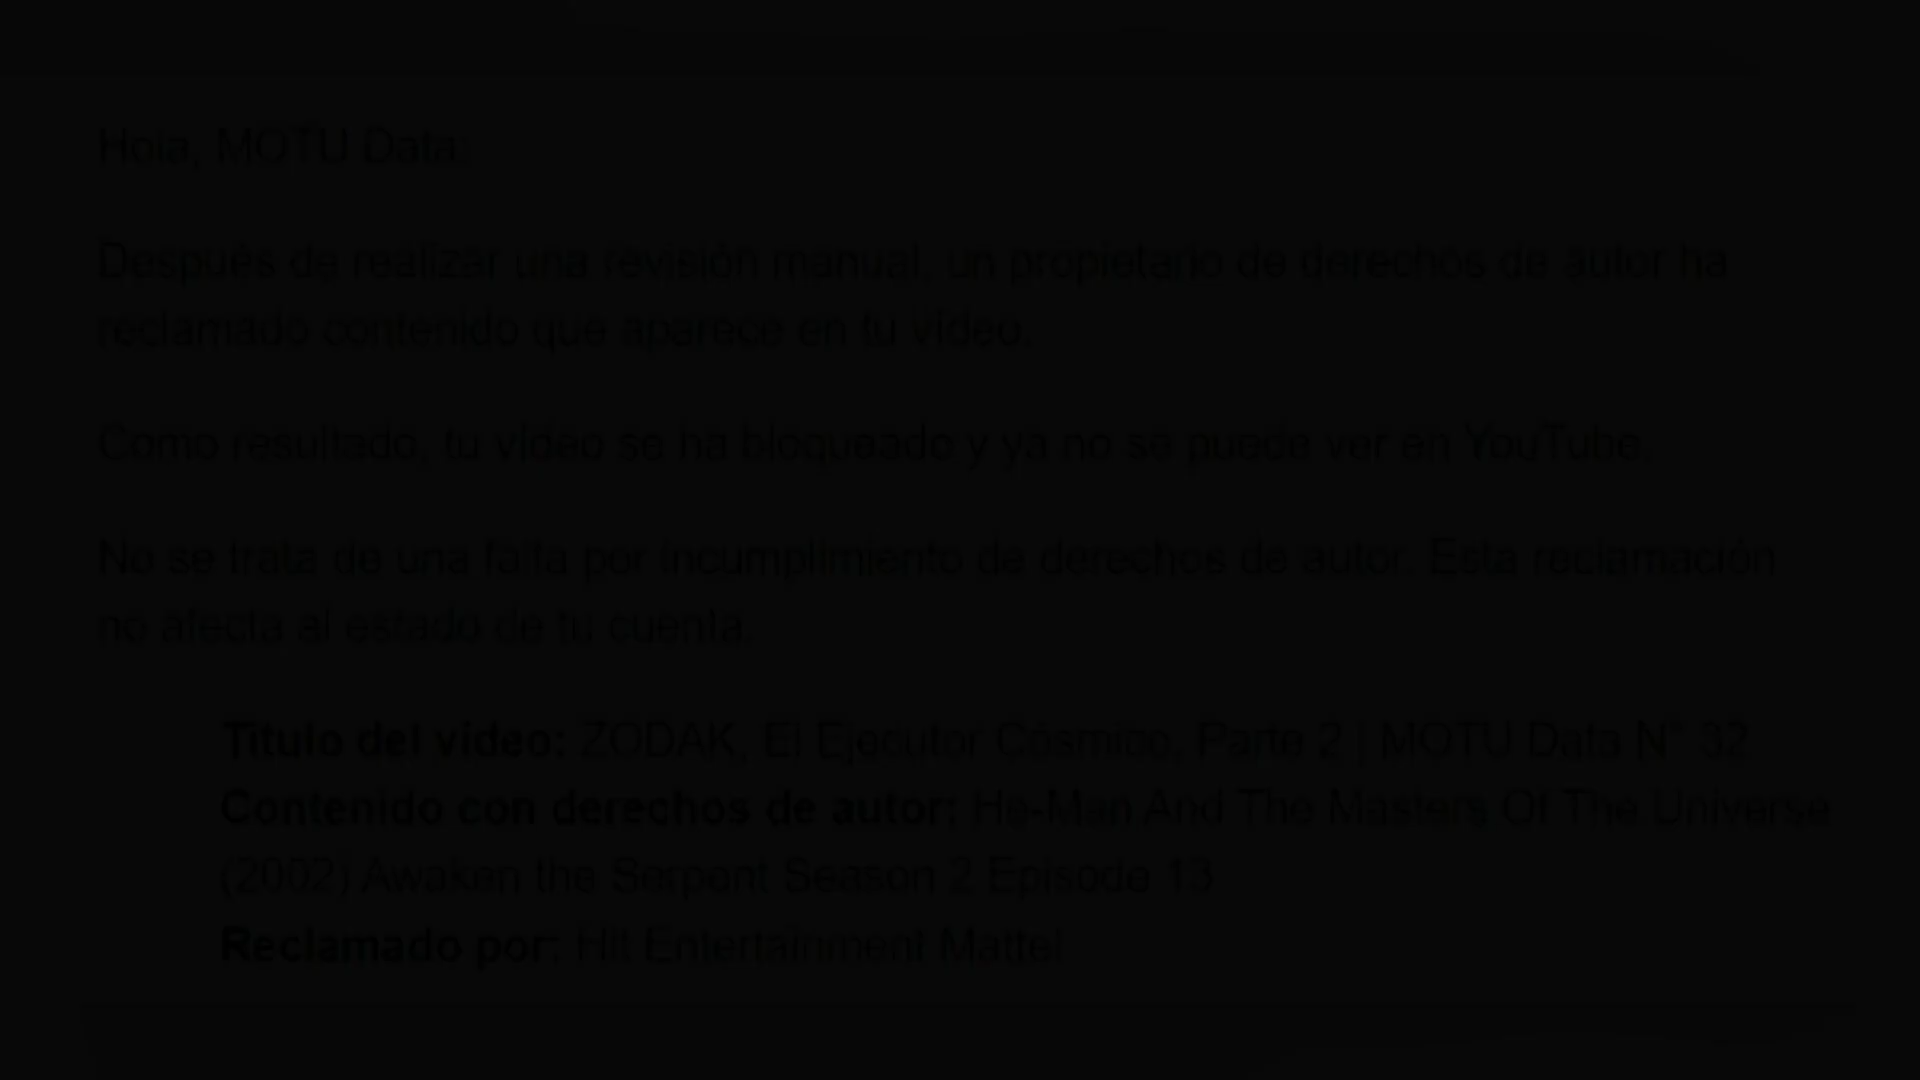 Hola, MOTU Data:
Después de realizar una revisión manual, un propietario de derechos de autor ha
reclamado contenido que aparece en tu vídeo.
Como resultado, tu vídeo se ha bloqueado y ya no se puede ver en YouTube.
No se trata de una falta por incumplimiento de derechos de autor. Esta reclamación
no afecta al estado de tu cuenta.
Título del vídeo: ZODAK, El Ejecutor Cósmico, Parte 2 | MOTU Data N° 32
Contenido con derechos de autor: He-Man And The Masters Of The Universe
(2002) Awaken the Serpent Season 2 Episode 13
Reclamado por: Hit Entertainment Mattel